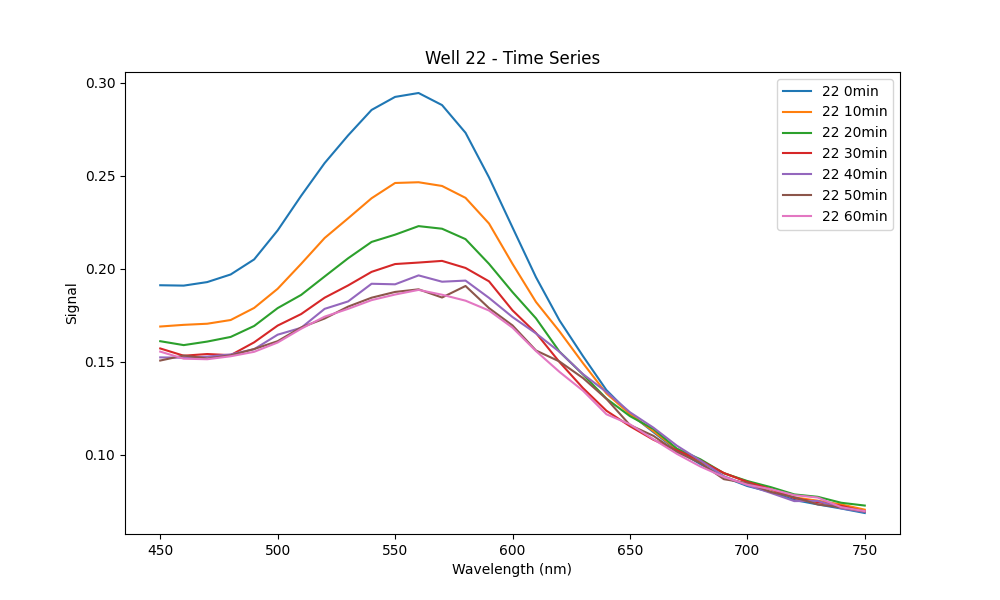 Well 22 - Time Series
Signal
0.30
0.25
0.20
0.15
0.10
22 0min
22 10min
22 20min
22 30min
22 40min
22 50min
22 60min
450 500 550 600 650 700 750
Wavelength (nm)